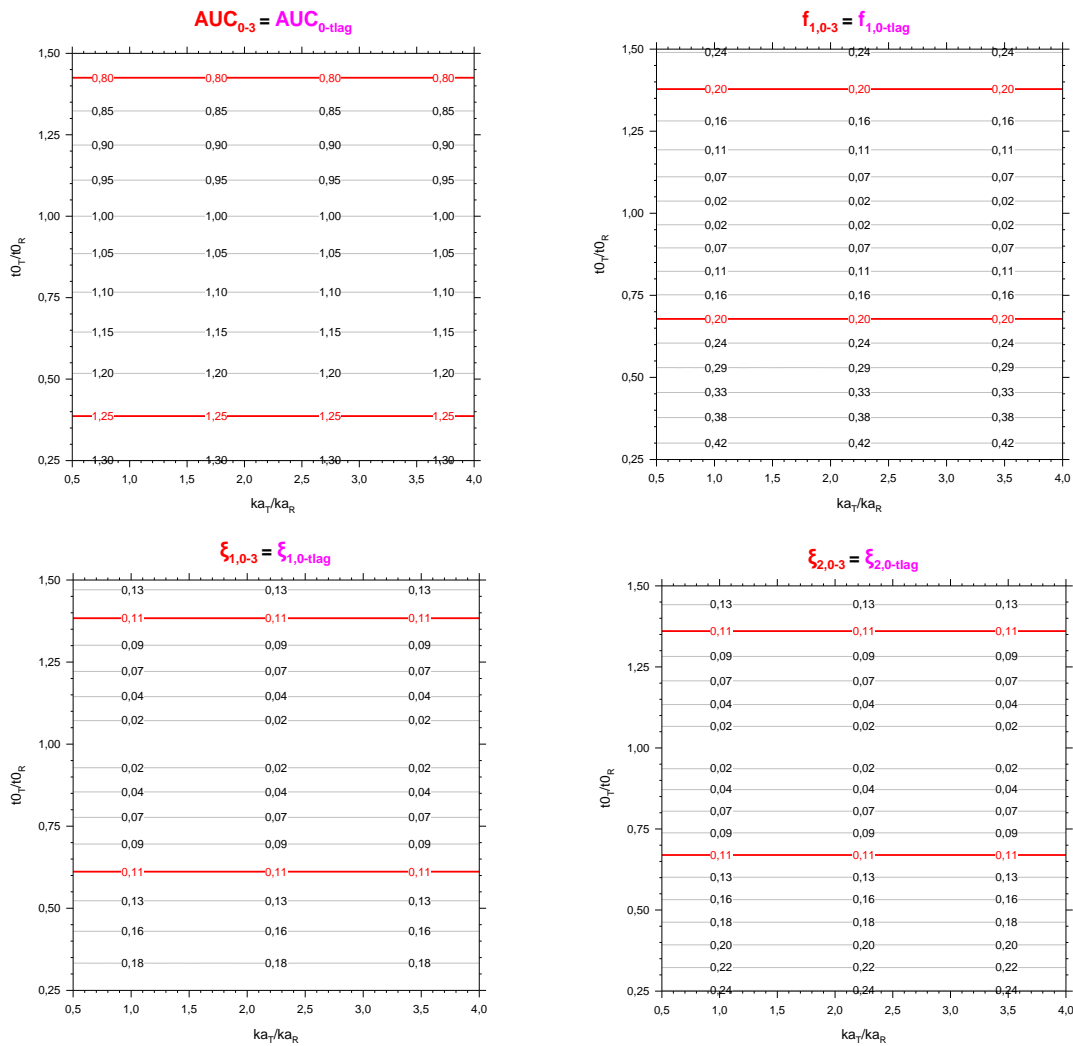 AUC0-3 = AUC0-tlag
1,50
0,80 0,80 0,80 0,80
0,85 0,85 0,85 0,85
1,25
0,90 0,90 0,90 0,90
0,95 0,95 0,95 0,95
1,00
1,00 1,00 1,00 1,00
1,05 1,05 1,05 1,05
t0T/t0R
1,10 1,10 1,10 1,10
0,75
1,15 1,15 1,15 1,15
1,20 1,20 1,20 1,20
0,50
1,25 1,25 1,25 1,25
0,25
1,30 1,30 1,30 1,30
0,5 1,0 1,5 2,0 2,5 3,0 3,5 4,0
kaT/kaR
f1,0-3 = f1,0-tlag
1,50
0,24 0,24 0,24
0,20 0,20 0,20
1,25
0,16 0,16 0,16
0,11 0,11 0,11
0,07 0,07 0,07
0,02 0,02 0,02
1,00
0,02 0,02 0,02
t0T/t0R
0,07 0,07 0,07
0,11 0,11 0,11
0,75
0,16 0,16 0,16
0,20 0,20 0,20
0,24 0,24 0,24
0,29 0,29 0,29
0,50
0,33 0,33 0,33
0,38 0,38 0,38
0,42 0,42 0,42
0,25
0,5 1,0 1,5 2,0 2,5 3,0 3,5 4,0
kaT/kaR
ξ1,0-3 = ξ1,0-tlag
1,50
0,13 0,13 0,13
0,11 0,11 0,11
0,09 0,09 0,09
1,25
0,07 0,07 0,07
0,04 0,04 0,04
0,02 0,02 0,02
1,00
0,02 0,02 0,02
t0T/t0R
0,04 0,04 0,04
0,07 0,07 0,07
0,75
0,09 0,09 0,09
0,11 0,11 0,11
0,13 0,13 0,13
0,50
0,16 0,16 0,16
0,18 0,18 0,18
0,25
0,5 1,0 1,5 2,0 2,5 3,0 3,5 4,0
kaT/kaR
ξ2,0-3 = ξ2,0-tlag
1,50
0,13 0,13 0,13
0,11 0,11 0,11
0,09 0,09 0,09
1,25
0,07 0,07 0,07
0,04 0,04 0,04
0,02 0,02 0,02
1,00
0,02 0,02 0,02
t0T/t0R
0,04 0,04 0,04
0,07 0,07 0,07
0,75
0,09 0,09 0,09
0,11 0,11 0,11
0,13 0,13 0,13
0,16 0,16 0,16
0,50
0,18 0,18 0,18
0,20 0,20 0,20
0,22 0,22 0,22
0,25
0,24 0,24 0,24
0,5 1,0 1,5 2,0 2,5 3,0 3,5 4,0
kaT/kaR